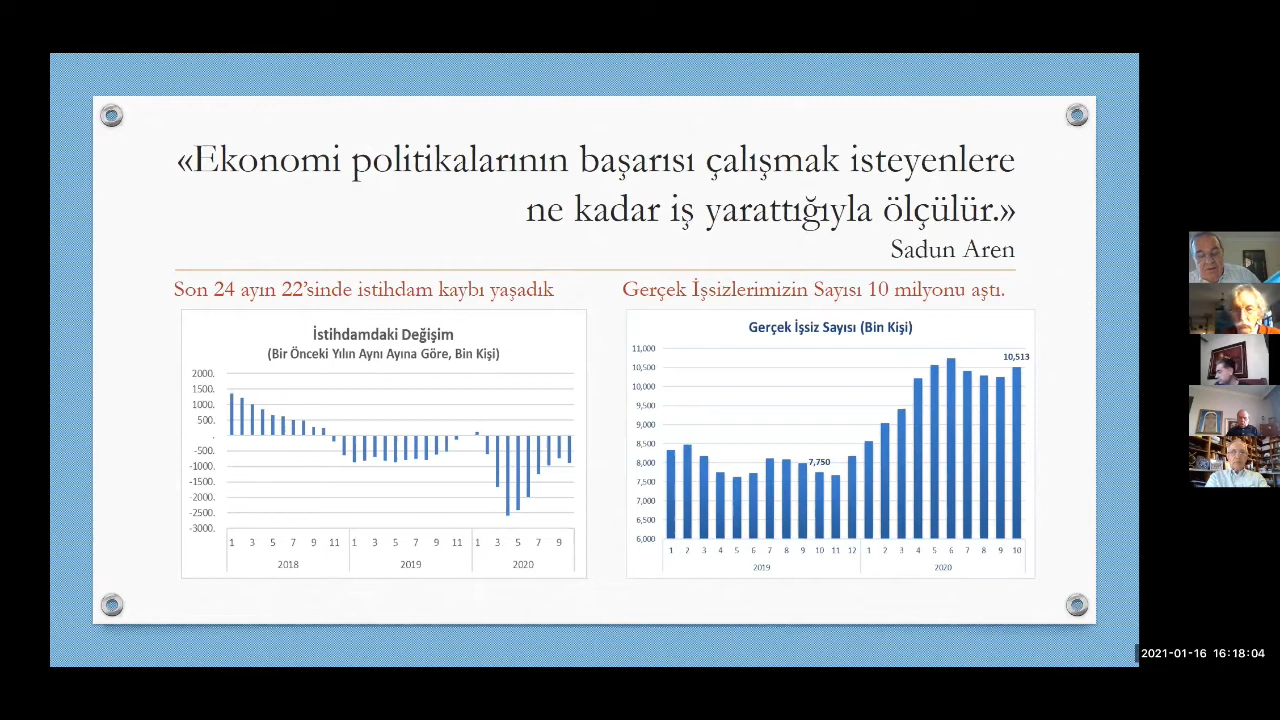 «Ekonomi politikalarının başarısı çalışmak isteyenlere
ne kadar iş yarattığıyla ölçülür.»
Sadun Aren
Son 24 ayın 22’sinde istihdam kaybı yaşadık
İstihdamdaki Değişim
(Bir Önceki Yılın Aynı Ayına Göre, Bin Kişi)
2000.
1500.
1000.
500.
.
-500.
-1000.
-1500.
-2000.
-2500.
-3000.
1 3 5 7 9 11 1 3 5 7 9 11 1 3 5 7 9
2018 2019 2020
Gerçek İşsizlerimizin Sayısı 10 milyonu aştı.
Gerçek İşsiz Sayısı (Bin Kişi)
11,000
10,500
10,000
9,500
9,000
8,500
8,000
7,500
7,000
6,500
6,000
10,513
7,750
1 2 3 4 5 6 7 8 9 10 11 12 1 2 3 4 5 6 7 8 9 10
2019 2020
2021-01-16 16:18:04